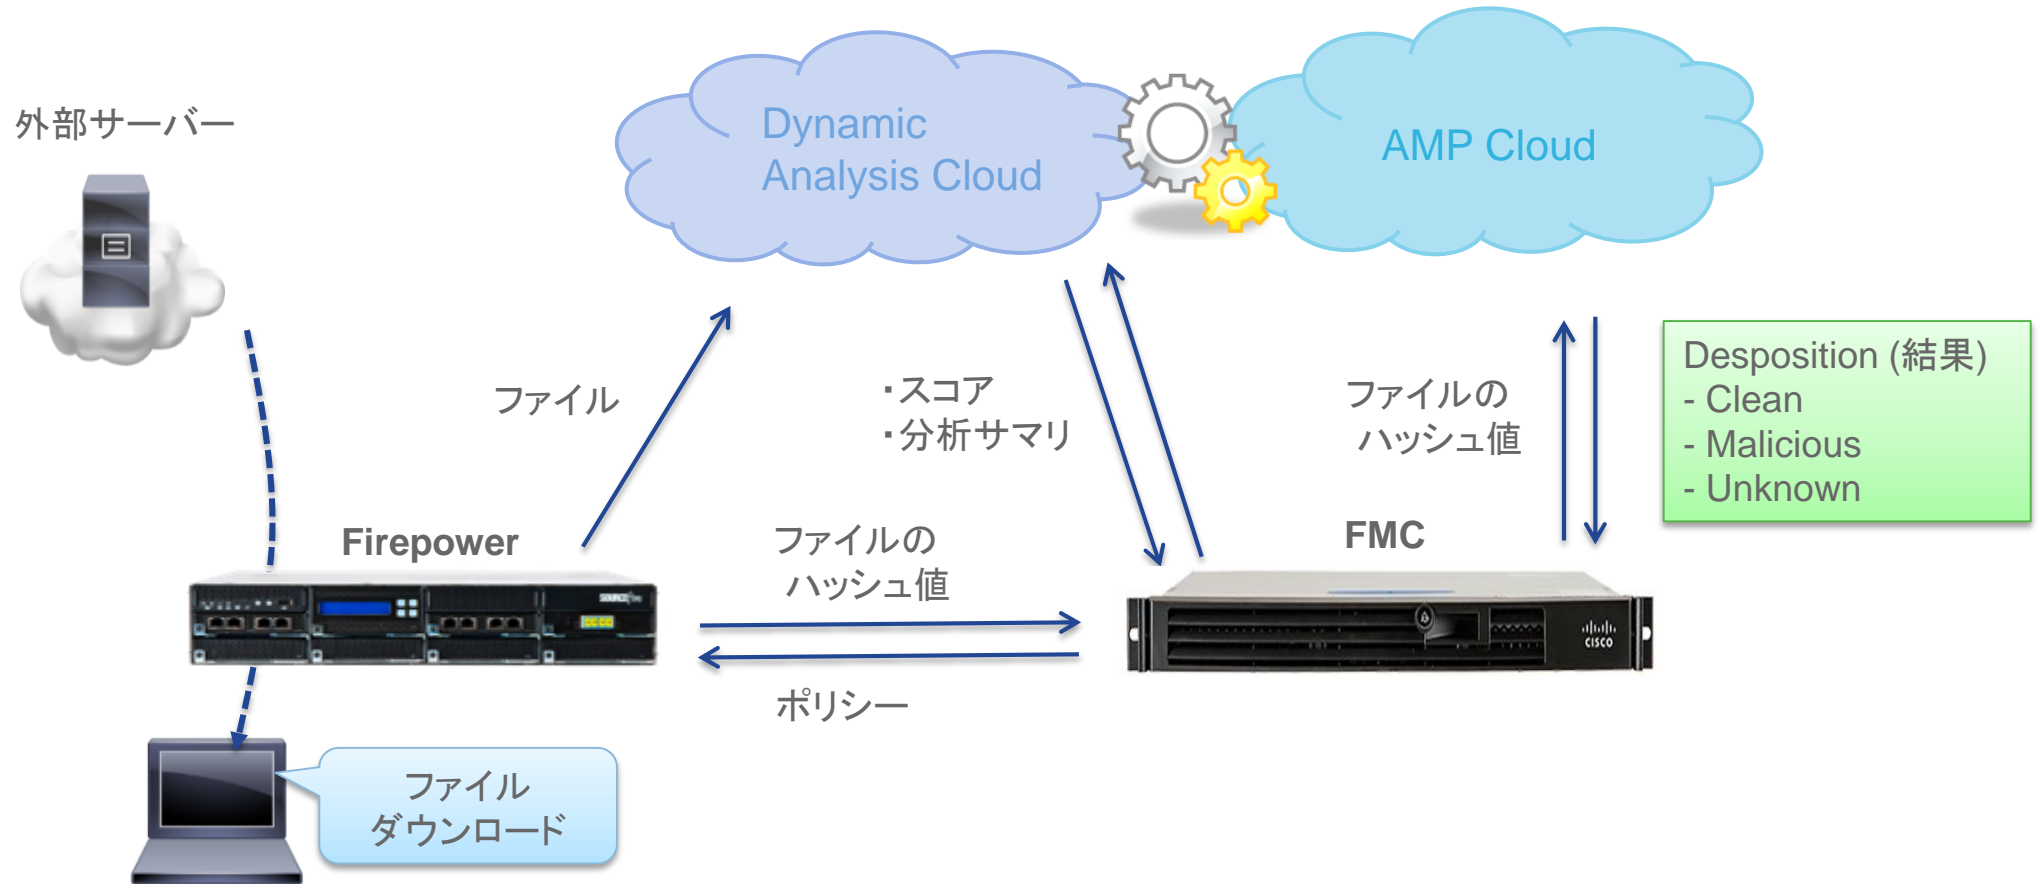 外部サーバー
Dynamic
Analysis Cloud
AMP Cloud
ファイル
・スコア
・分析サマリ
ファイルの
ハッシュ値
Desposition (結果)
- Clean
- Malicious
- Unknown
Firepower
ファイルの
ハッシュ値
FMC
CISCO
ポリシー
ファイル
ダウンロード